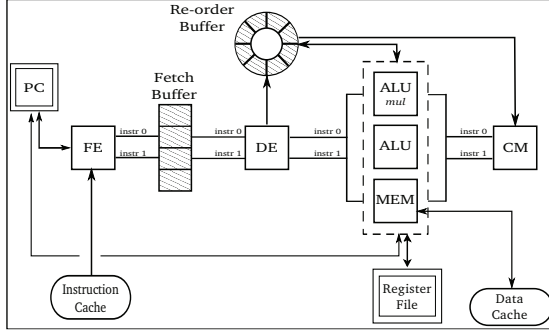 Re-order
Buffer
PC
Fetch
Buffer
ALU
mul
FE
instr 0
instr 1
instr 0
instr 1
DE
instr 0
instr 1
ALU
instr 0
instr 1
CM
MEM
Instruction
Cache
Register
File
Data
Cache